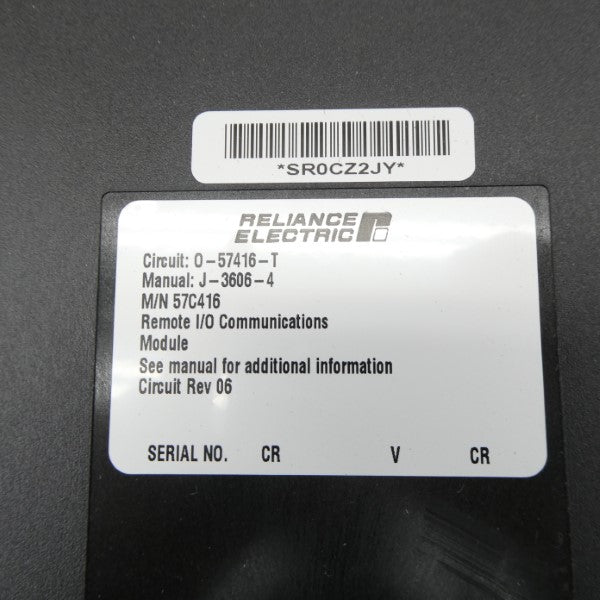 *SR0CZ2JY*
RELIANCE
ELECTRIC
Circuit: 0-57416-T
Manual: J-3606-4
M/N 57C416
Remote I/O Communications
Module
See manual for additional information
Circuit Rev 06
SERIAL NO. CR V CR